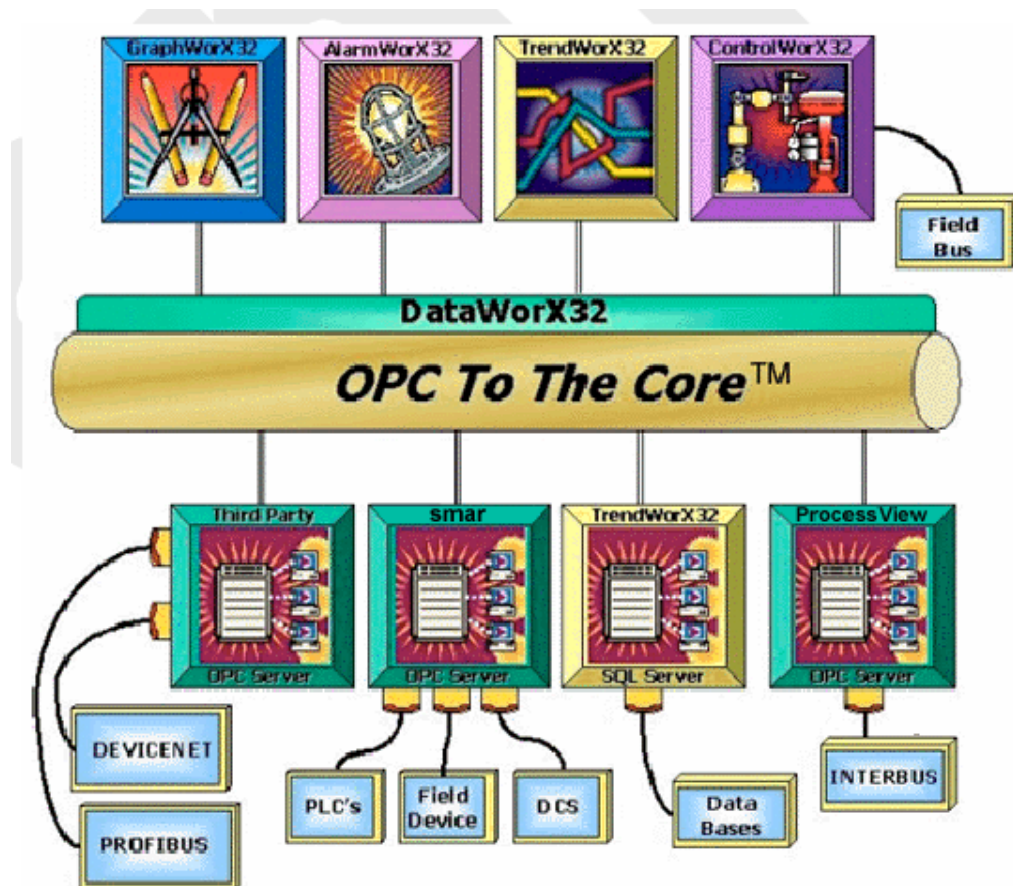 GraphWorX32
AlarmWorX32
TrendWorX32
ControlWorX32
Field
Bus
DataWorX32
OPC To The Core™
Third Party
OPC Server
smar
OPC Server
TrendWorX32
SQL Server
ProcessView
OPC Server
DEVICENET
PROFIBUS
PLC's
Field
Device
DCS
Data
Bases
INTERBUS